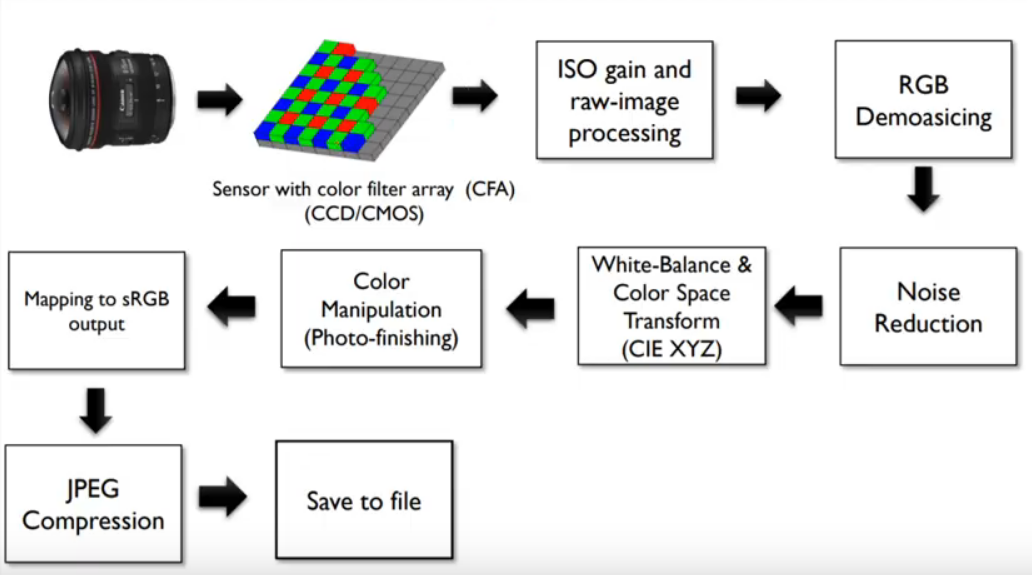 Canon
Sensor with color filter array (CFA)
(CCD/CMOS)
ISO gain and
raw-image
processing
RGB
Demoasicing
Noise
Reduction
White-Balance &
Color Space
Transform
(CIE XYZ)
Color
Manipulation
(Photo-finishing)
Mapping to sRGB
output
JPEG
Compression
Save to file